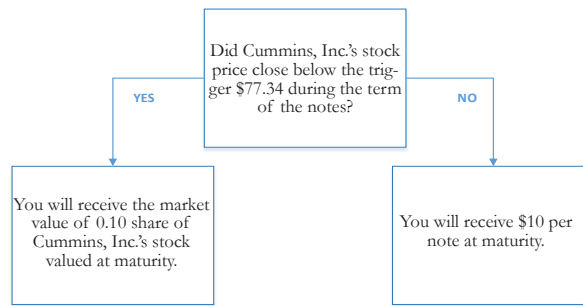 Did Cummins, Inc.’s stock
price close below the trig-
ger $77.34 during the term
of the notes?
YES
NO
You will receive the market
value of 0.10 share of
Cummins, Inc.’s stock
valued at maturity.
You will receive $10 per
note at maturity.